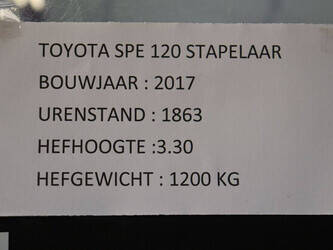 TOYOTA SPE 120 STAPELAAR
BOUWJAAR : 2017
URENSTAND : 1863
HEFHOOGTE :3.30
HEFGEWICHT : 1200 KG